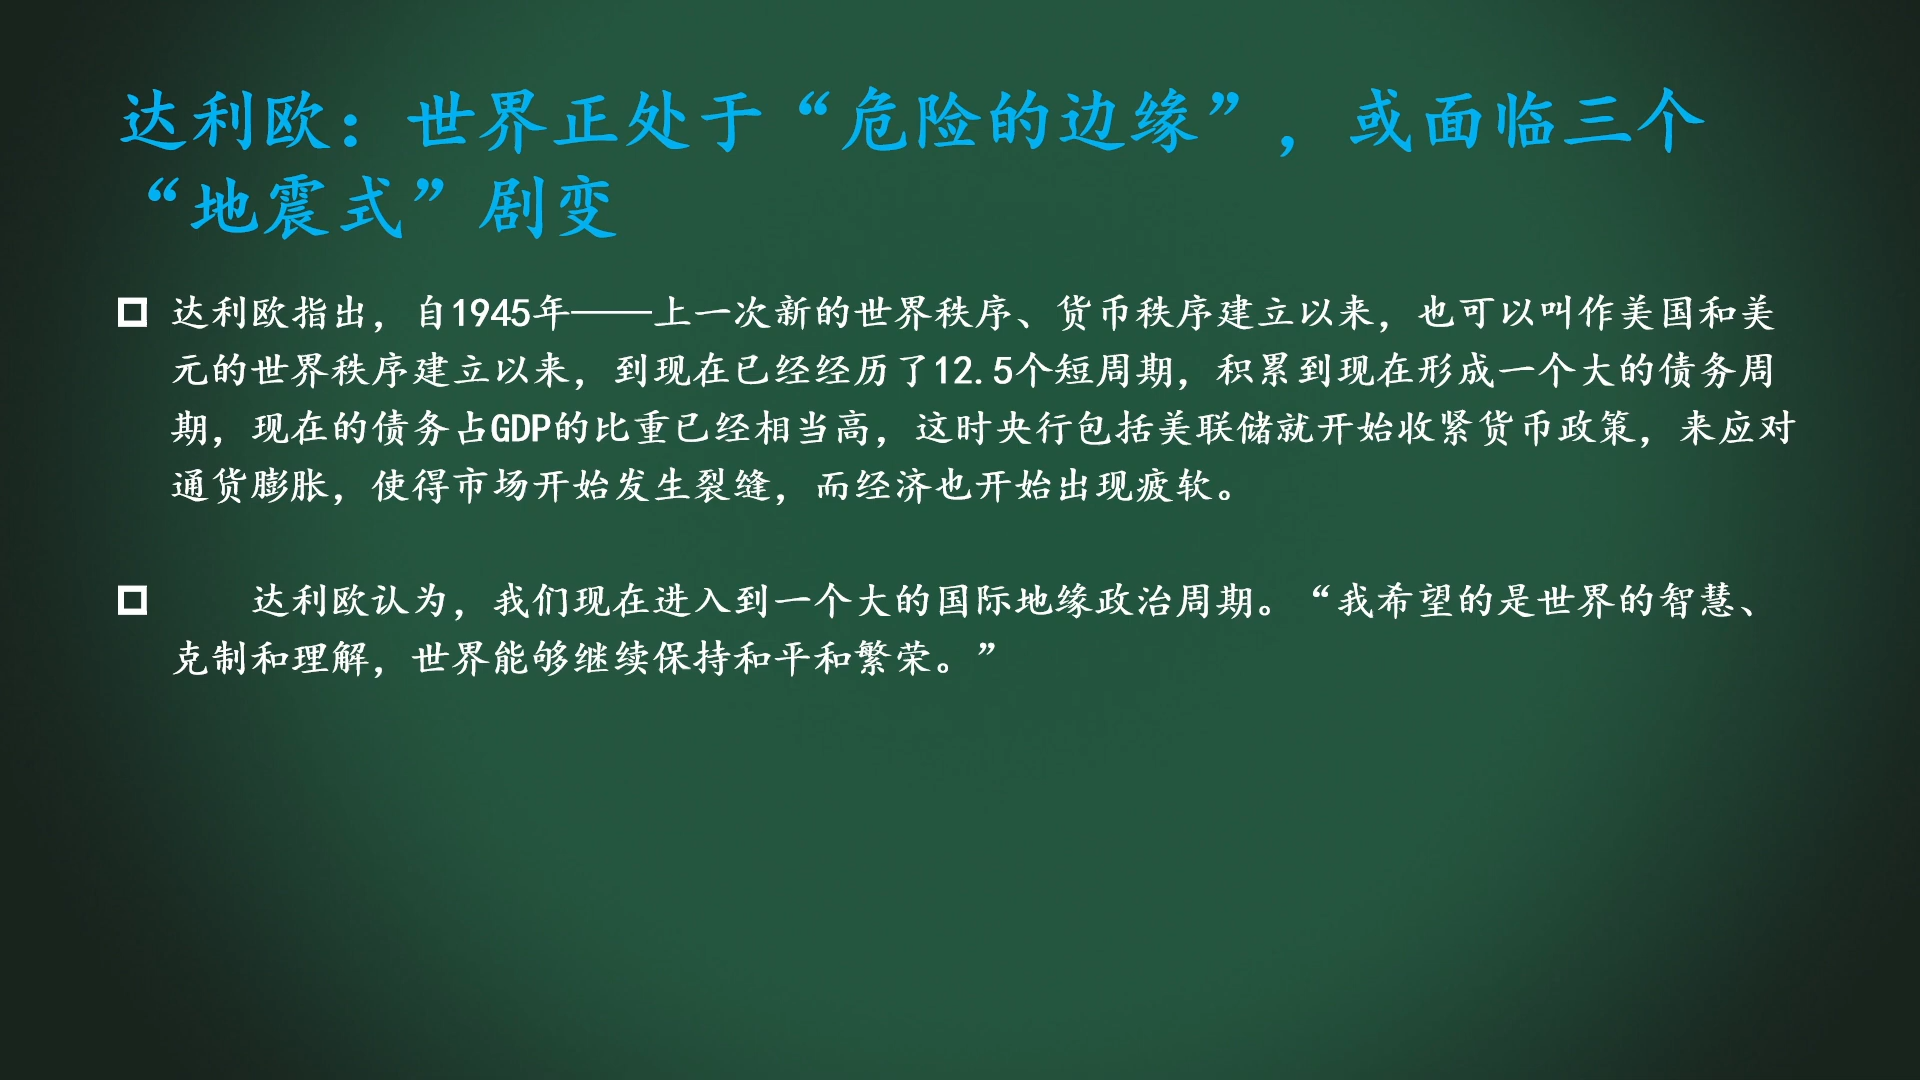 达利欧：世界正处于“危险的边缘”，或面临三个
“地震式”剧变
达利欧指出，自1945年——上一次新的世界秩序、货币秩序建立以来，也可以叫作美国和美
元的世界秩序建立以来，到现在已经经历了12.5个短周期，积累到现在形成一个大的债务周
期，现在的债务占GDP的比重已经相当高，这时央行包括美联储就开始收紧货币政策，来应对
通货膨胀，使得市场开始发生裂缝，而经济也开始出现疲软。
达利欧认为，我们现在进入到一个大的国际地缘政治周期。“我希望的是世界的智慧、
克制和理解，世界能够继续保持和平和繁荣。”